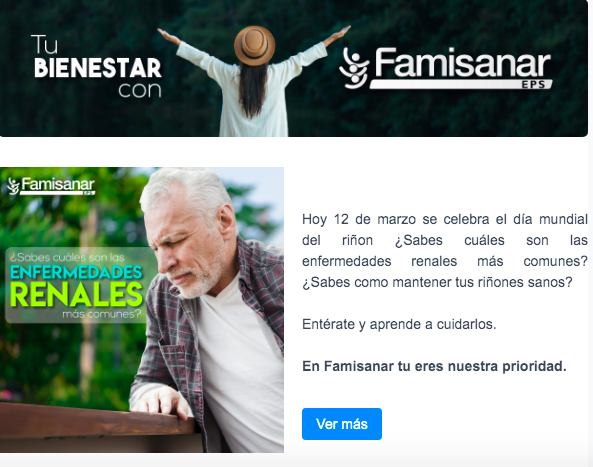 Tu
BIENESTAR
con
Famisanar
EPS
Famisanar
EPS
¿Sabes cuáles son las
ENFERMEDADES
RENALES
más comunes?
Hoy 12 de marzo se celebra el día mundial
del riñon ¿Sabes cuáles son las
enfermedades renales más comunes?
¿Sabes como mantener tus riñones sanos?
Entérate y aprende a cuidarlos.
En Famisanar tu eres nuestra prioridad.
Ver más